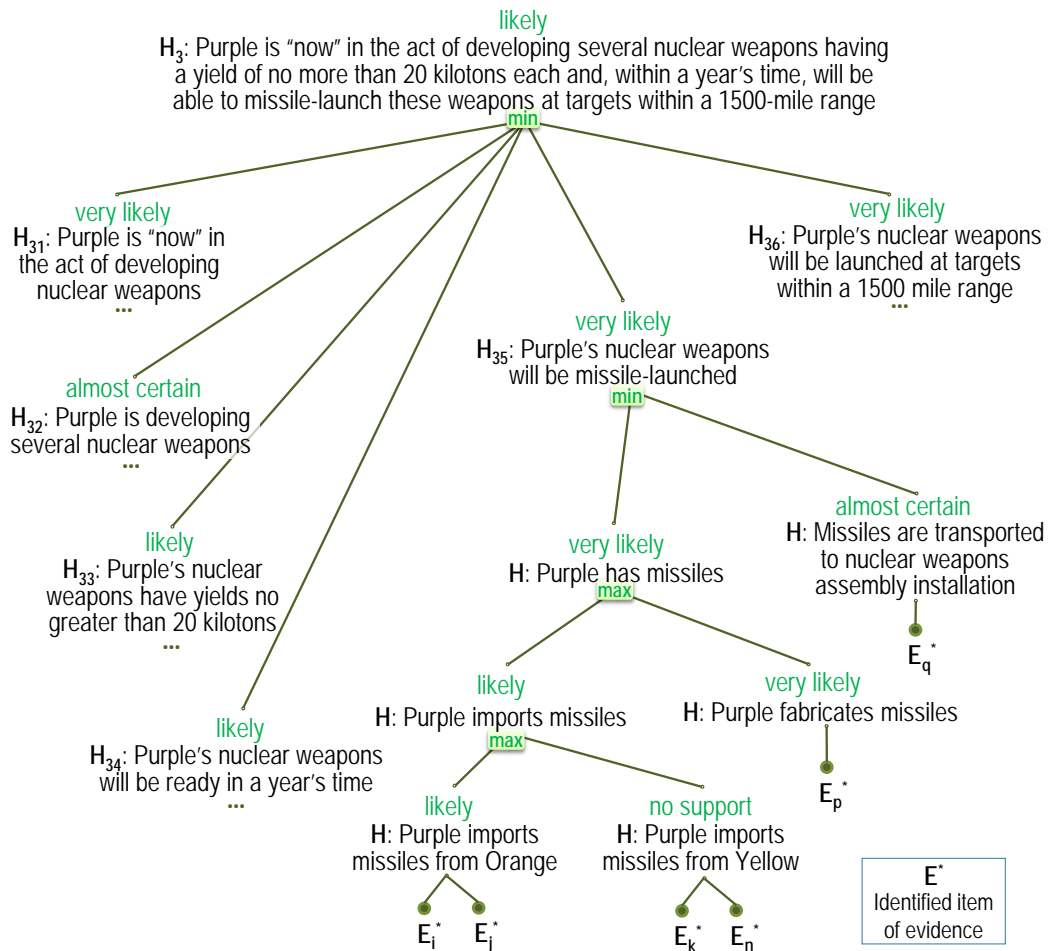 likely
H3: Purple is “now” in the act of developing several nuclear weapons having
a yield of no more than 20 kilotons each and, within a year’s time, will be
able to missile-launch these weapons at targets within a 1500-mile range
min
very likely
H31: Purple is “now” in
the act of developing
nuclear weapons
...
very likely
H36: Purple’s nuclear weapons
will be launched at targets
within a 1500 mile range
...
very likely
H35: Purple’s nuclear weapons
will be missile-launched
min
almost certain
H32: Purple is developing
several nuclear weapons
...
likely
H33: Purple’s nuclear
weapons have yields no
greater than 20 kilotons
...
likely
H34: Purple’s nuclear weapons
will be ready in a year’s time
...
very likely
H: Purple has missiles
max
almost certain
H: Missiles are transported
to nuclear weapons
assembly installation
Eq*
likely
H: Purple imports missiles
max
very likely
H: Purple fabricates missiles
Ep*
likely
H: Purple imports
missiles from Orange
Ei* Ej*
no support
H: Purple imports
missiles from Yellow
Ek* En*
E*
Identified item
of evidence